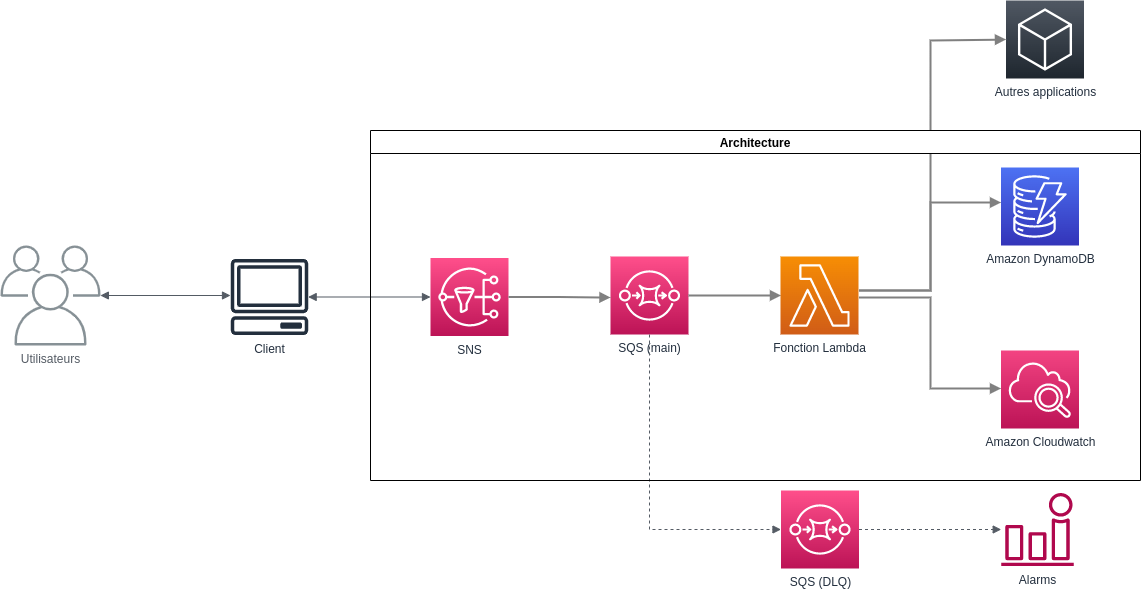 Autres applications
Architecture
Amazon DynamoDB
Utilisateurs
Client
SNS
SQS (main)
Fonction Lambda
Amazon Cloudwatch
SQS (DLQ)
Alarms